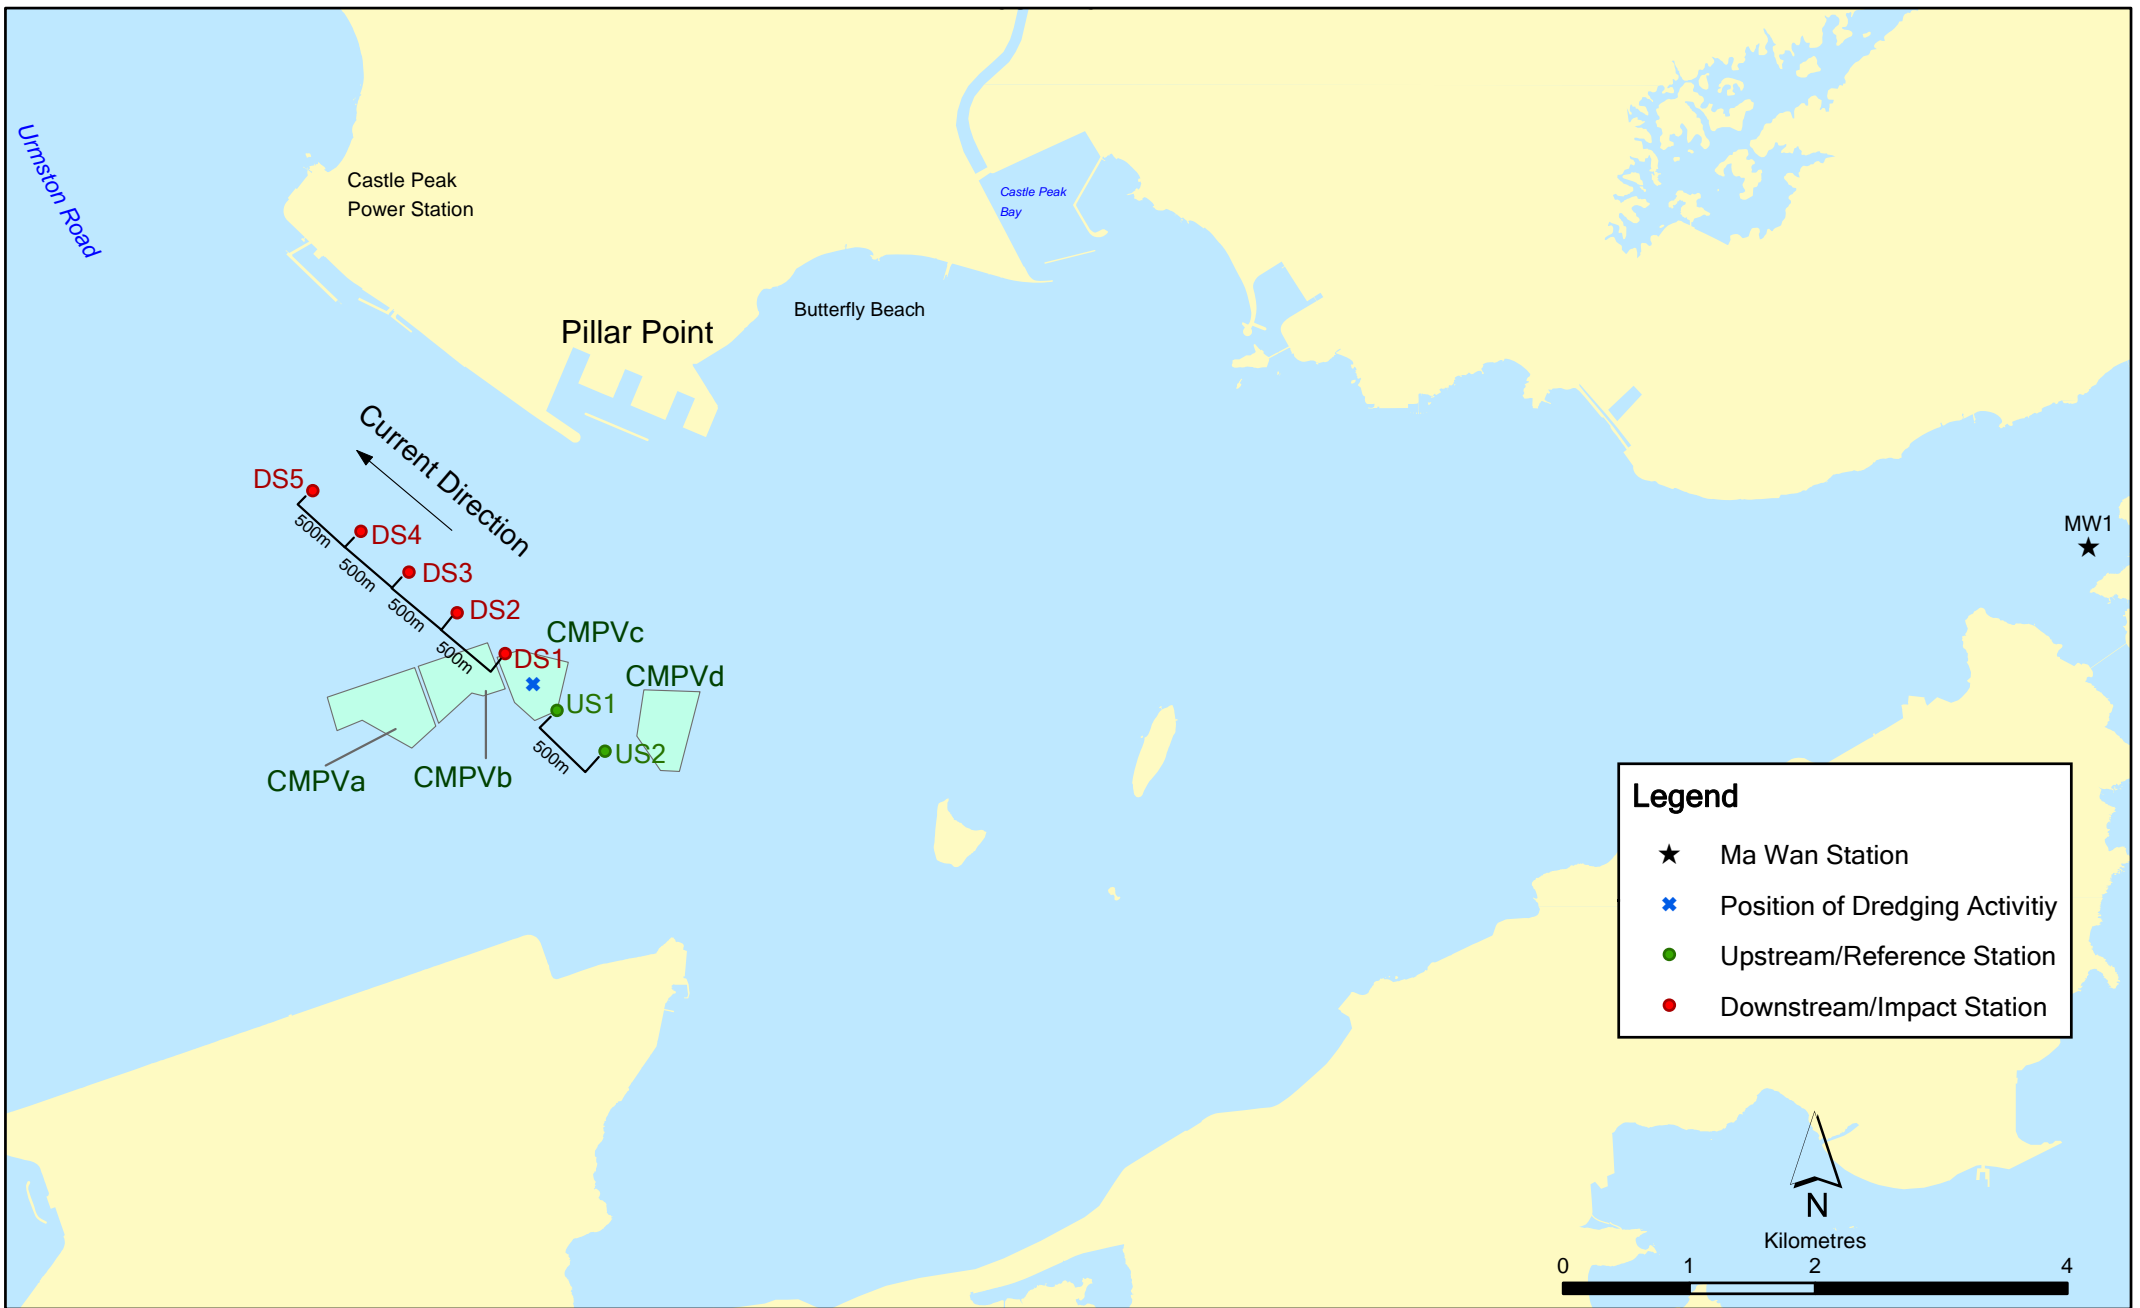 Urmston Road
Castle Peak
Power Station
Castle Peak
Bay
Butterfly Beach
Pillar Point
Current Direction
DS5
500m
DS4
500m
DS3
500m
DS2
500m
DS1
CMPVc
CMPVd
US1
500m
US2
CMPVa
CMPVb
MW1
Legend
Ma Wan Station
Position of Dredging Activitiy
Upstream/Reference Station
Downstream/Impact Station
N
Kilometres
0 1 2 4